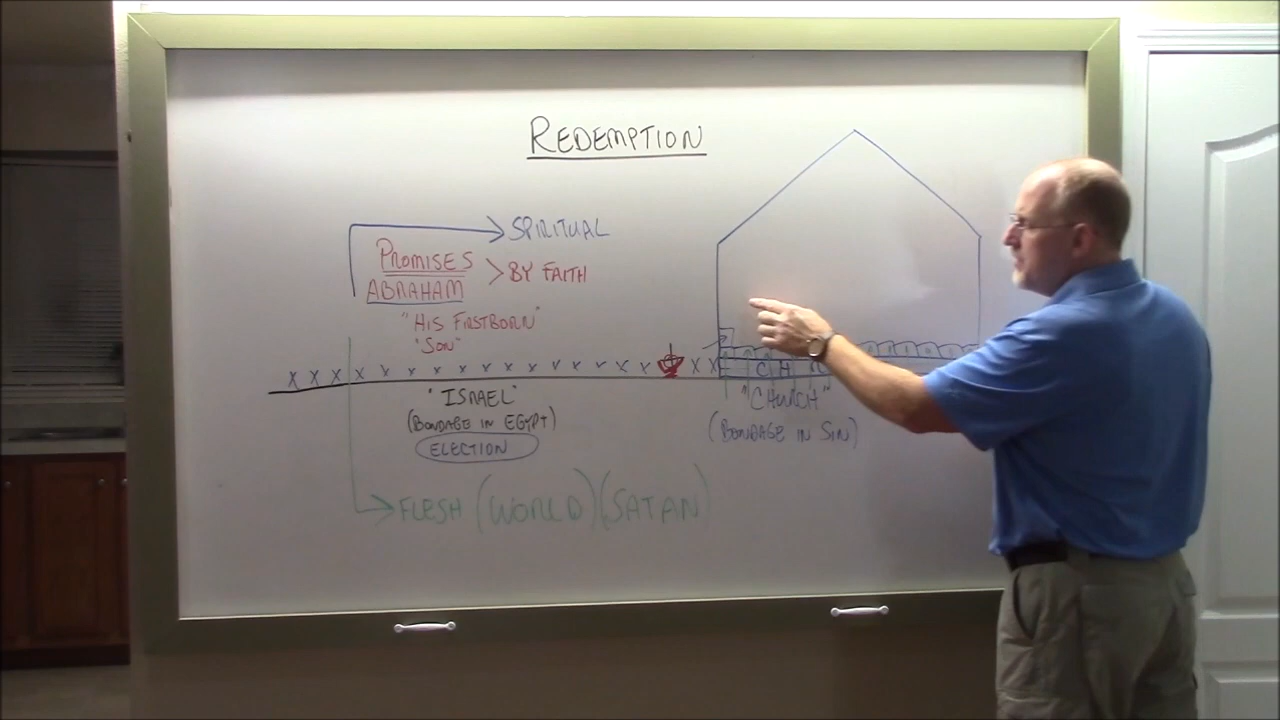 REDEMPTION
SPIRITUAL
PROMISES
ABRAHAM
> BY FAITH
"HIS FIRSTBORN"
"SON"
X X X X X X X X X X X X X X X X X
C H
"ISRAEL"
(BONDAGE IN EGYPT)
ELECTION
"CHURCH"
(BONDAGE IN SIN)
FLESH (WORLD) (SATAN)